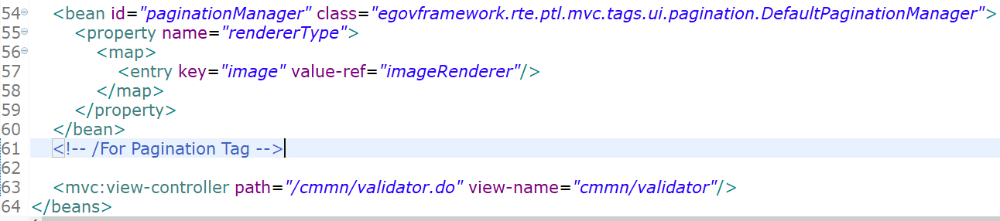 54 <bean id="paginationManager" class="egovframework.rte.ptl.mvc.tags.ui.pagination.DefaultPaginationManager">
55 <property name="rendererType">
56 <map>
57 <entry key="image" value-ref="imageRenderer"/>
58 </map>
59 </property>
60 </bean>
61 <!-- /For Pagination Tag -->
62
63 <mvc:view-controller path="/cmmn/validator.do" view-name="cmmn/validator"/>
64 </beans>